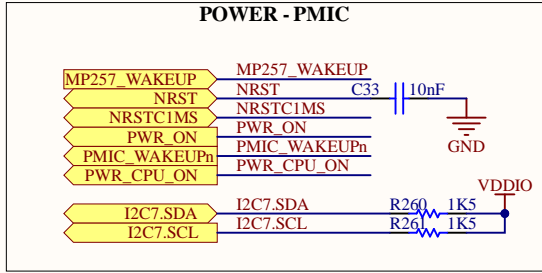 POWER - PMIC
MP257_WAKEUP MP257_WAKEUP
NRST NRST C33 10nF
NRSTC1MS NRSTC1MS
PWR_ON PWR_ON
PMIC_WAKEUPn PMIC_WAKEUPn
PWR_CPU_ON PWR_CPU_ON
GND
VDDIO
I2C7.SDA I2C7.SDA R260 1K5
I2C7.SCL I2C7.SCL R261 1K5